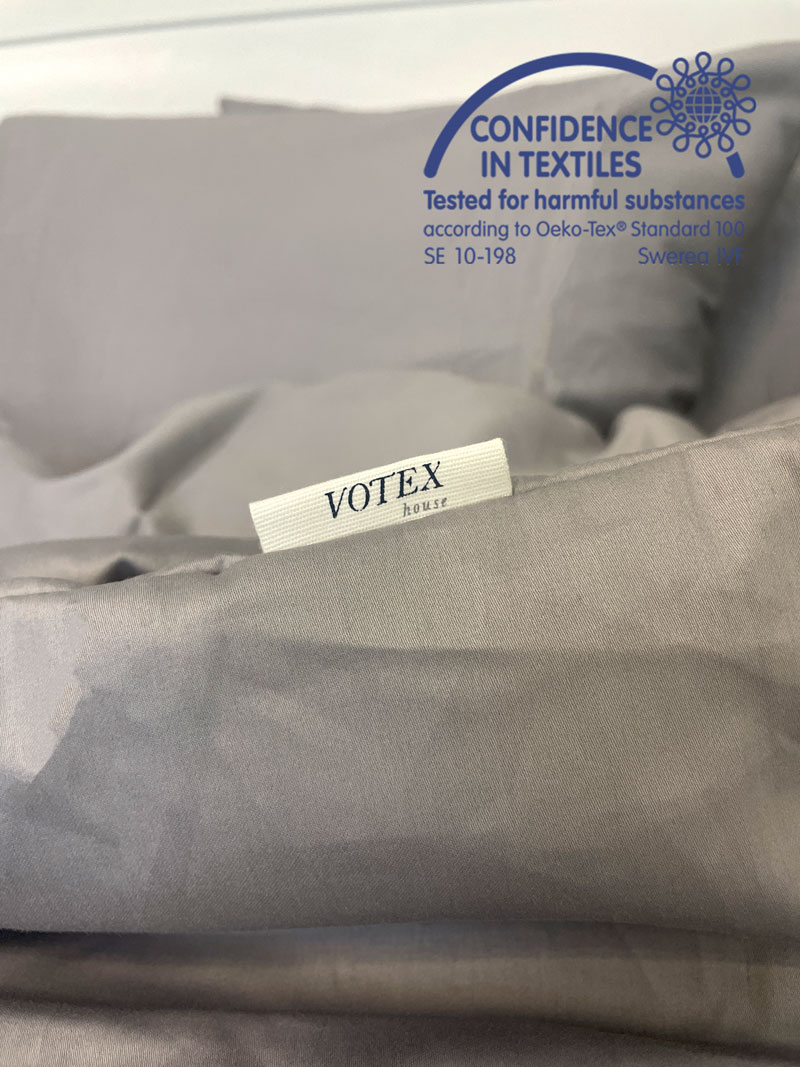 CONFIDENCE
IN TEXTILES
Tested for harmful substances
according to Oeko-Tex® Standard 100
SE 10-198 Swerea IVF
VOTEX
house